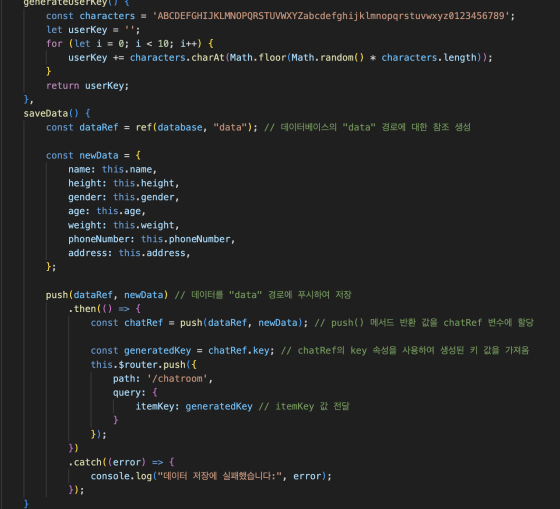 generateUserKey() {
const characters = 'ABCDEFGHIJKLMNOPQRSTUVWXYZabcdefghijklmnopqrstuvwxyz0123456789';
let userKey = '';
for (let i = 0; i < 10; i++) {
userKey += characters.charAt(Math.floor(Math.random() * characters.length));
}
return userKey;
},
saveData() {
const dataRef = ref(database, "data"); // 데이터베이스의 "data" 경로에 대한 참조 생성
const newData = {
name: this.name,
height: this.height,
gender: this.gender,
age: this.age,
weight: this.weight,
phoneNumber: this.phoneNumber,
address: this.address,
};
push(dataRef, newData) // 데이터를 "data" 경로에 푸시하여 저장
.then(() => {
const chatRef = push(dataRef, newData); // push() 메서드 반환 값을 chatRef 변수에 할당
const generatedKey = chatRef.key; // chatRef의 key 속성을 사용하여 생성된 키 값을 가져옴
this.$router.push({
path: '/chatroom',
query: {
itemKey: generatedKey // itemKey 값 전달
}
});
})
.catch((error) => {
console.log("데이터 저장에 실패했습니다:", error);
});
}